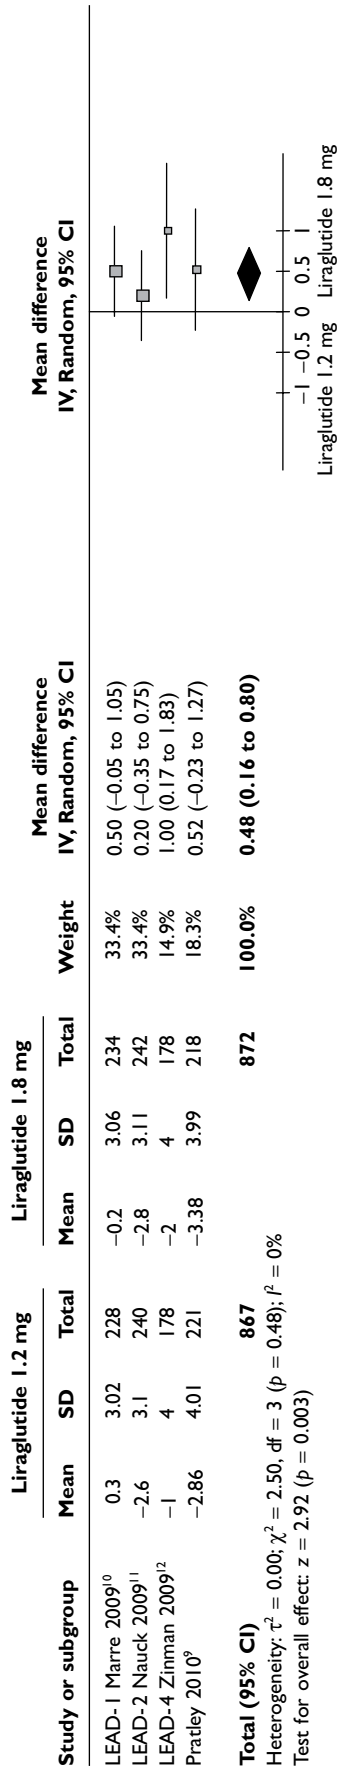 Liraglutide 1.2 mg Liraglutide 1.8 mg Mean difference Mean difference
Study or subgroup Mean SD Total Mean SD Total Weight IV, Random, 95% CI IV, Random, 95% CI
LEAD-1 Marre 2009¹⁰ 0.3 3.02 228 −0.2 3.06 234 33.4% 0.50 (−0.05 to 1.05)
LEAD-2 Nauck 2009¹¹ −2.6 3.1 240 −2.8 3.11 242 33.4% 0.20 (−0.35 to 0.75)
LEAD-4 Zinman 2009¹² −1 4 178 −2 4 178 14.9% 1.00 (0.17 to 1.83)
Pratley 2010⁹ −2.86 4.01 221 −3.38 3.99 218 18.3% 0.52 (−0.23 to 1.27)
Total (95% CI) 867 872 100.0% 0.48 (0.16 to 0.80)
Heterogeneity: τ² = 0.00; χ² = 2.50, df = 3 (p = 0.48); I² = 0%
Test for overall effect: z = 2.92 (p = 0.003)
−1 −0.5 0 0.5 1
Liraglutide 1.2 mg Liraglutide 1.8 mg